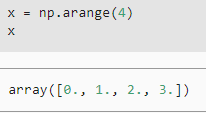 x = np.arange(4)
x
array([0., 1., 2., 3.])